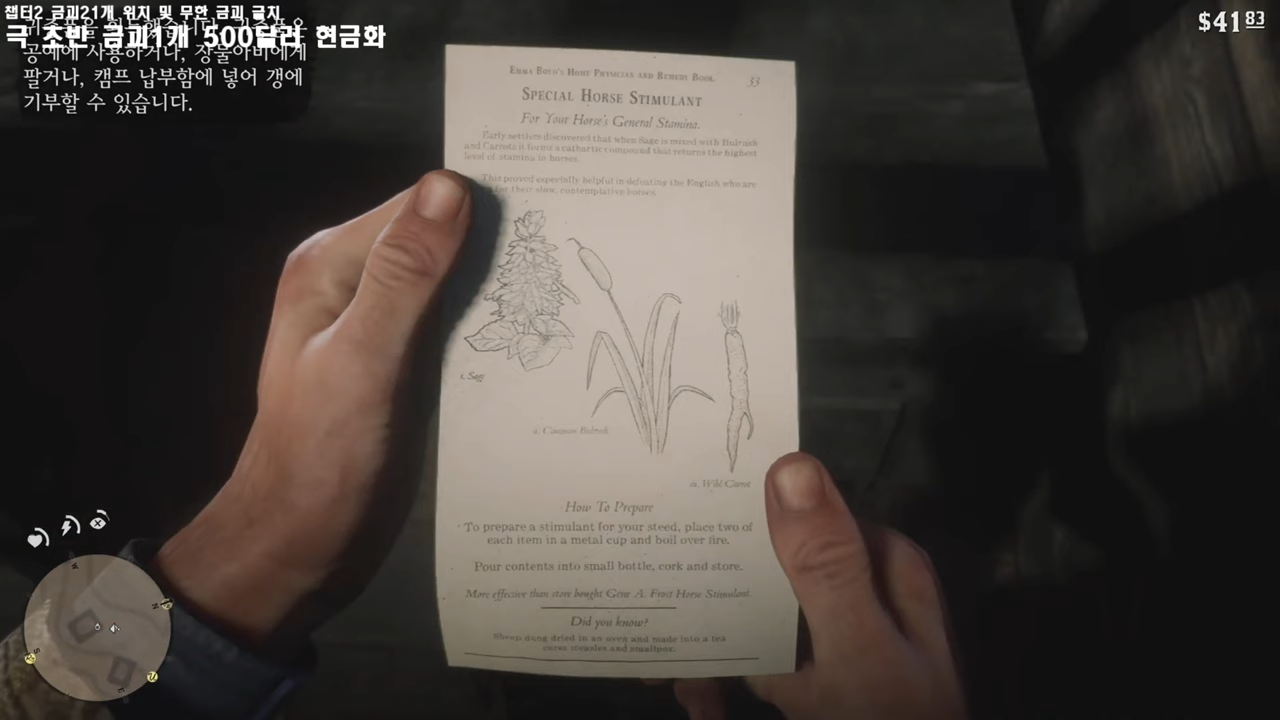 챕터2 금괴21개 위치 및 무한 금괴 글지
극 초반 금괴1개 500달러 현금화
공예에 사용하거나, 장물아비에게
팔거나, 캠프 납부함에 넣어 갱에
기부할 수 있습니다.
$41.83
Emma Boyd's Home Physician and Remedy Book.
33
Special Horse Stimulant
For Your Horse's General Stamina.
Early settlers discovered that when Sage is mixed with Bulrush
and Carrots it forms a cathartic compound that returns the highest
level of stamina in horses.
This proved especially helpful in defeating the English who are
for their slow, contemplative horses.
i. Sage
ii. Common Bulrush
iii. Wild Carrot
How To Prepare
To prepare a stimulant for your steed, place two of
each item in a metal cup and boil over fire.
Pour contents into small bottle, cork and store.
More effective than store bought Gene A. Frost Horse Stimulant.
Did you know?
Sheep dung dried in an oven and made into a tea
cures measles and smallpox.
W
N
S
E